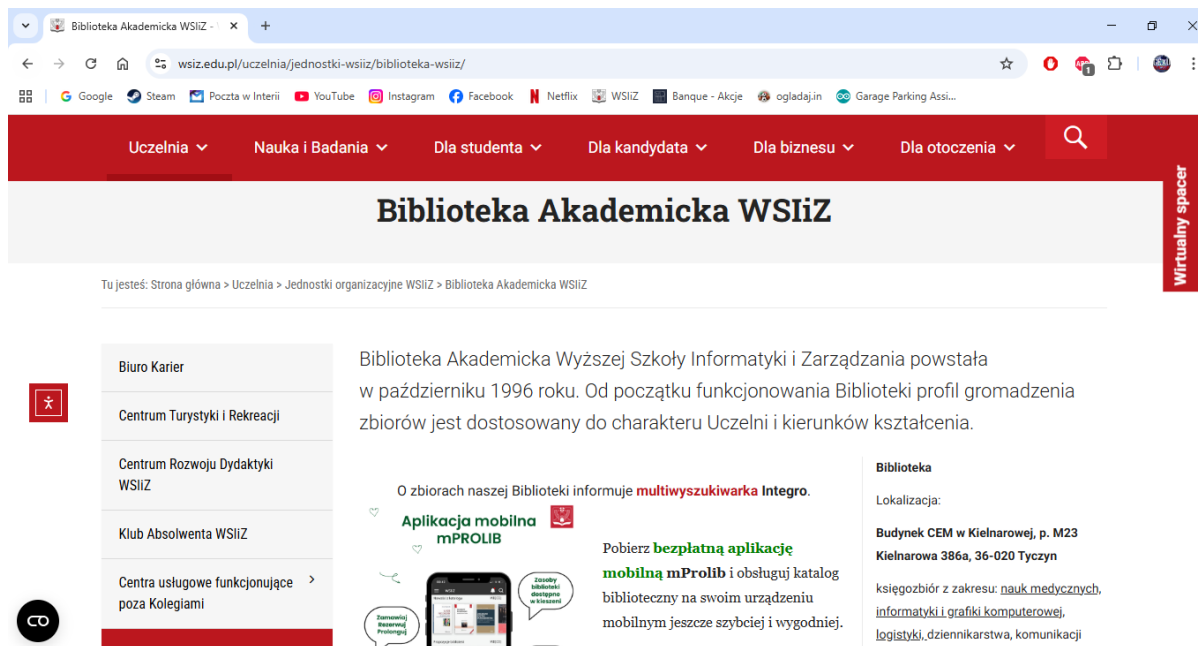 Biblioteka Akademicka WSIiZ -
wsiz.edu.pl/uczelnia/jednostki-wsiiz/biblioteka-wsiiz/
1
Google Steam Poczta w Interii YouTube Instagram Facebook Netflix WSIiZ Banque - Akcje ogladaj.in Garage Parking Assi...
Uczelnia Nauka i Badania Dla studenta Dla kandydata Dla biznesu Dla otoczenia
Wirtualny spacer
Biblioteka Akademicka WSIiZ
Tu jesteś: Strona główna > Uczelnia > Jednostki organizacyjne WSIiZ > Biblioteka Akademicka WSIiZ
Biuro Karier
Centrum Turystyki i Rekreacji
Centrum Rozwoju Dydaktyki
WSIiZ
Klub Absolwenta WSIiZ
Centra usługowe funkcjonujące
poza Kolegiami
Biblioteka Akademicka Wyższej Szkoły Informatyki i Zarządzania powstała
w październiku 1996 roku. Od początku funkcjonowania Biblioteki profil gromadzenia
zbiorów jest dostosowany do charakteru Uczelni i kierunków kształcenia.
O zbiorach naszej Biblioteki informuje multiwyszukiwarka Integro.
Aplikacja mobilna
mPROLIB
Zasoby
biblioteki
dostępne
w kieszeni
Zamawiaj
Rezerwuj
Prolonguj
Pobierz bezpłatną aplikację
mobilną mProlib i obsługuj katalog
biblioteczny na swoim urządzeniu
mobilnym jeszcze szybciej i wygodniej.
Biblioteka
Lokalizacja:
Budynek CEM w Kielnarowej, p. M23
Kielnarowa 386a, 36-020 Tyczyn
księgozbiór z zakresu: nauk medycznych,
informatyki i grafiki komputerowej,
logistyki, dziennikarstwa, komunikacji